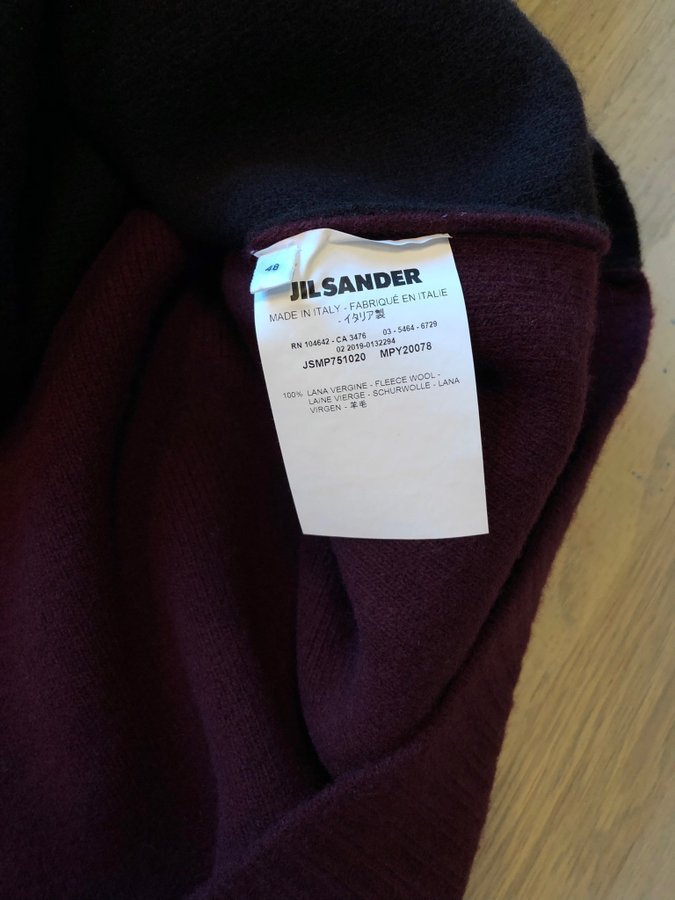 48
JIL SANDER
MADE IN ITALY - FABRIQUÉ EN ITALIE
- イタリア製
RN 104642 - CA 3476 03 - 5464 - 6729
02 2019-0132294
JSMP751020 MPY20078
100% LANA VERGINE - FLEECE WOOL -
LAINE VIERGE - SCHURWOLLE - LANA
VIRGEN - 羊毛